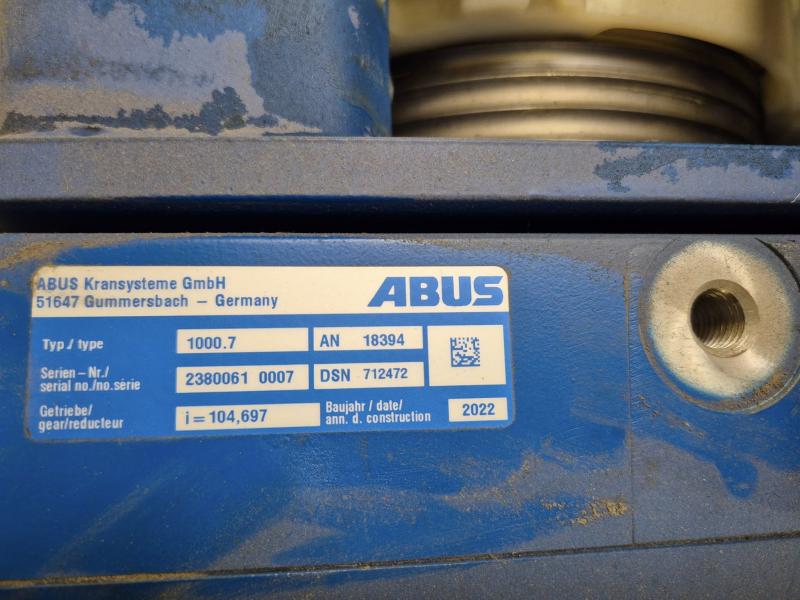 ABUS Kransysteme GmbH
51647 Gummersbach – Germany
ABUS
Typ./ type
1000.7
AN 18394
Serien–Nr./
serial no./no.série
2380061 0007
DSN 712472
Getriebe/
gear/reducteur
i=104,697
Baujahr / date/
ann. d. construction
2022